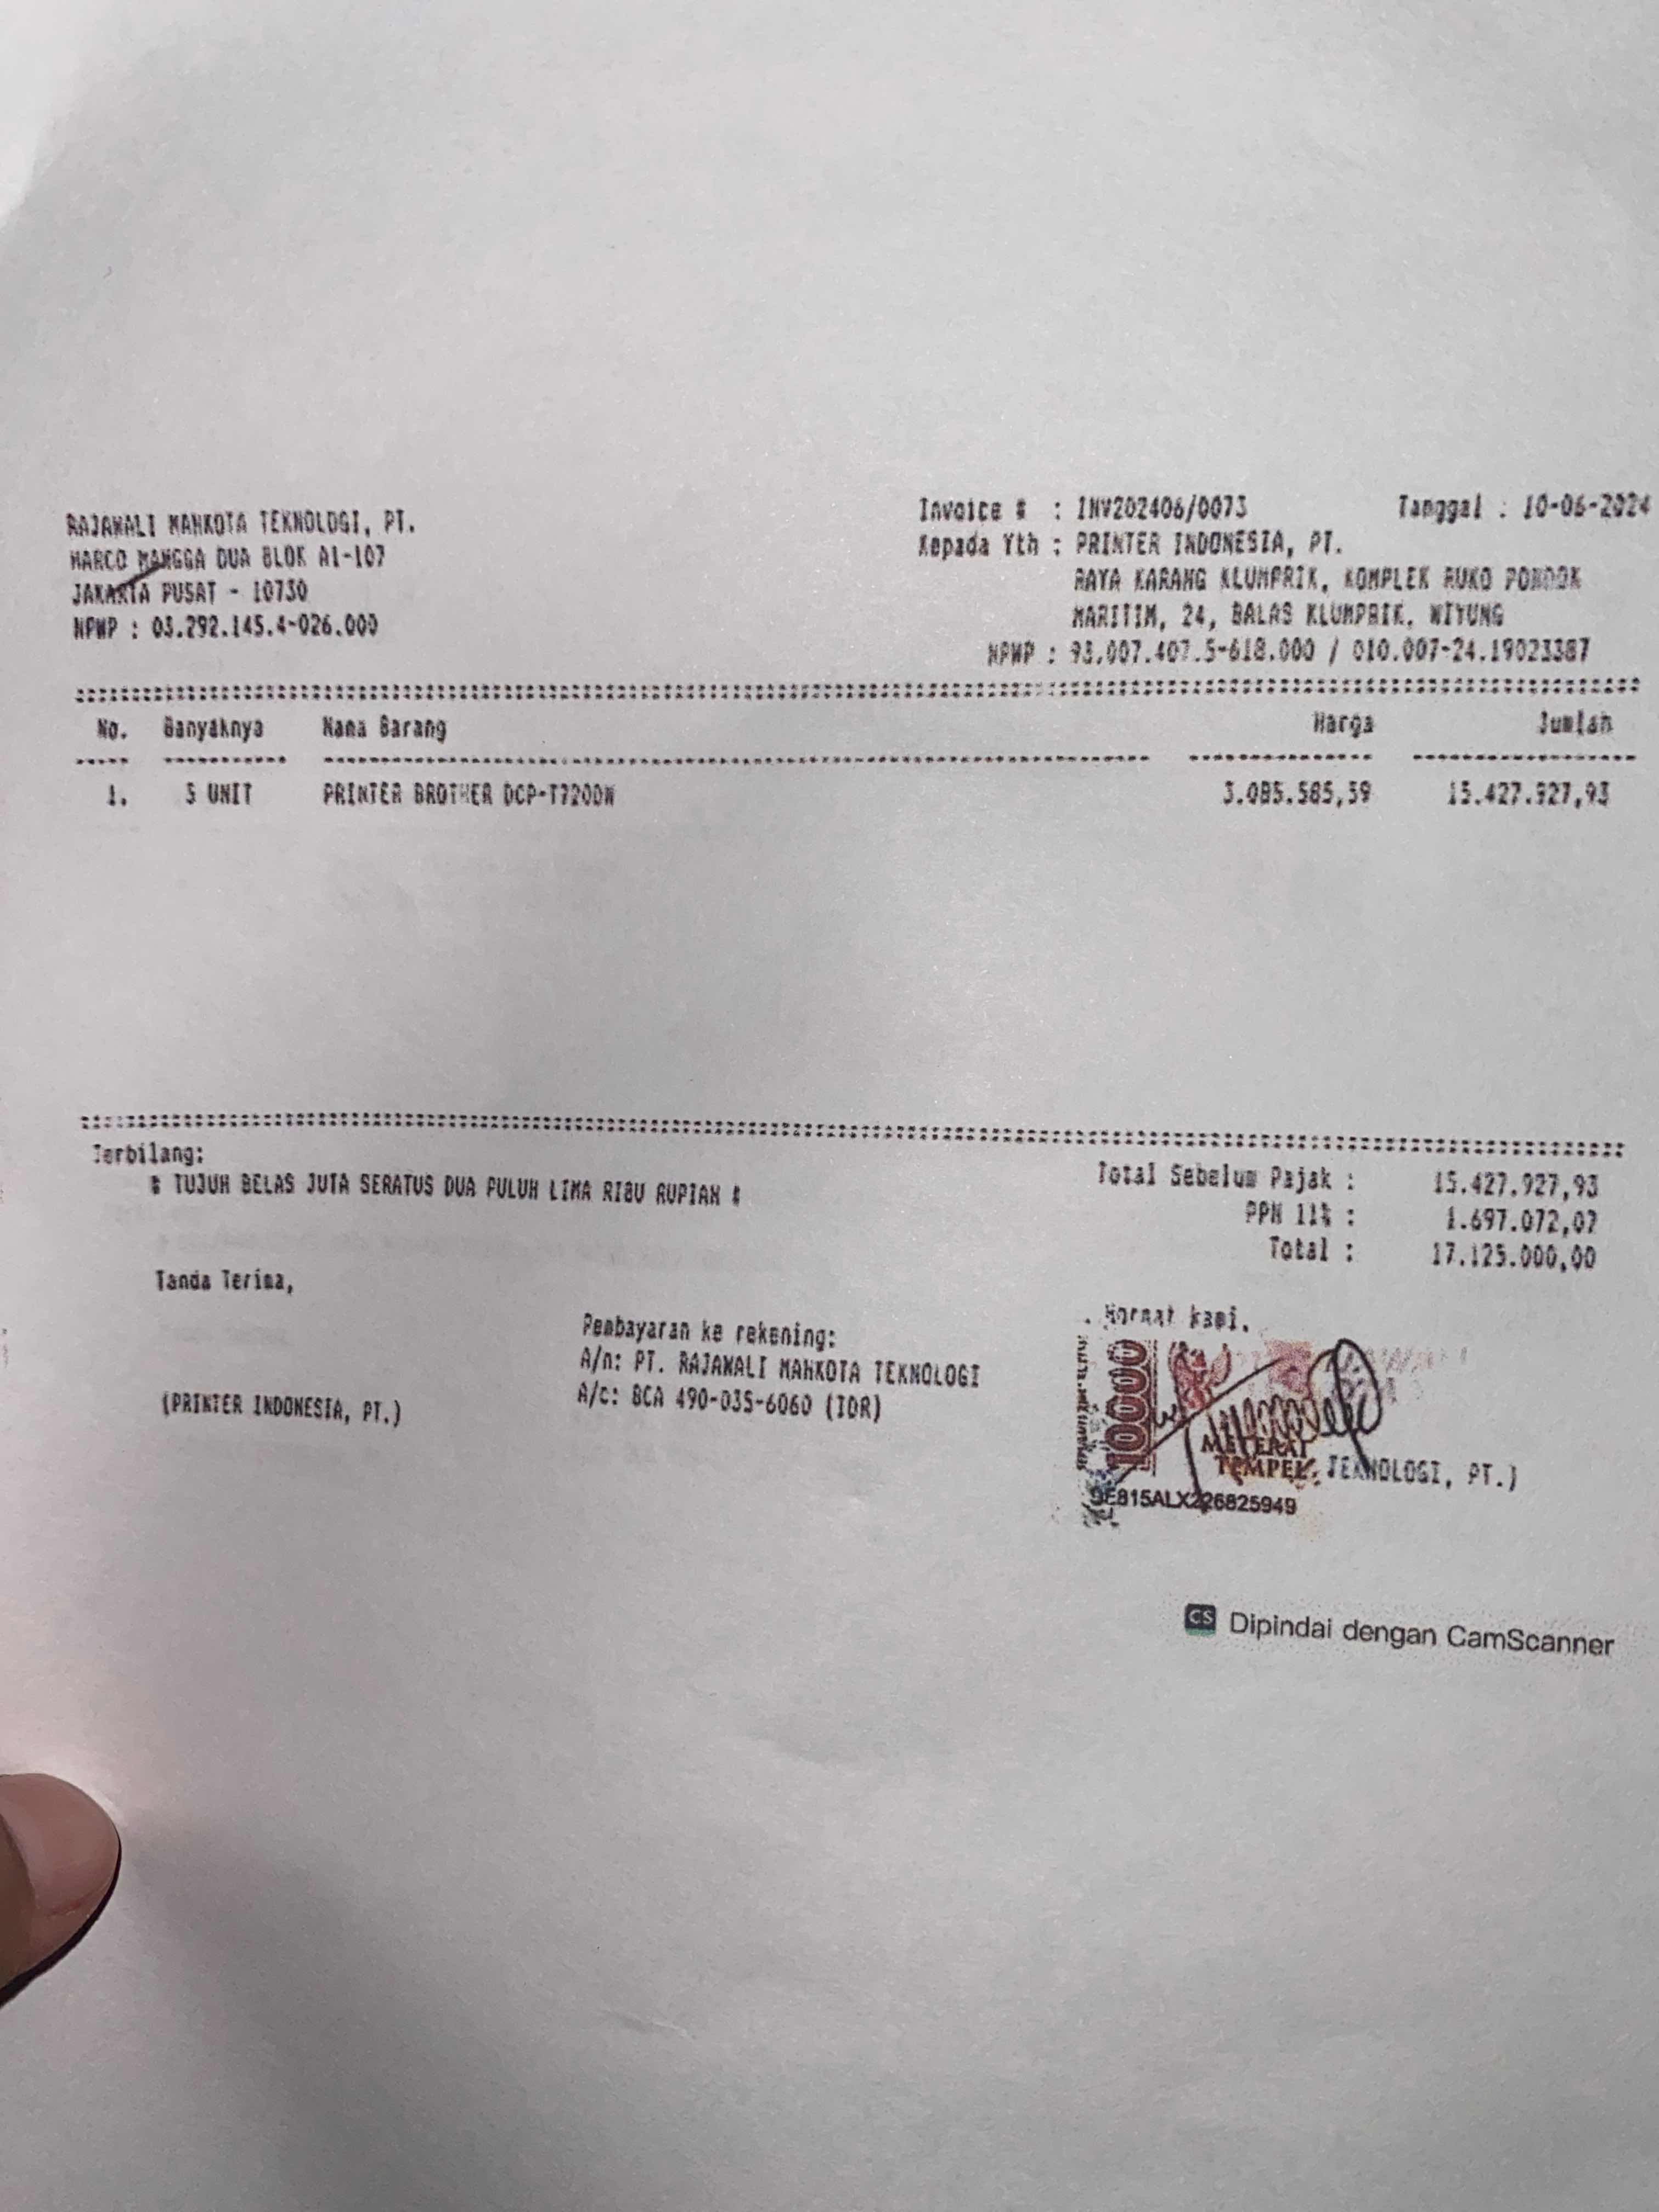 RAJAWALI MAHKOTA TEKNOLOGI, PT.
HARCO MANGGA DUA BLOK A1-107
JAKARTA PUSAT - 10730
NPWP : 03.292.145.4-026.000
Invoice # : INV202406/0073 Tanggal : 10-06-2024
Kepada Yth : PRINTER INDONESIA, PT.
RAYA KARANG KLUMPRIK, KOMPLEK RUKO PONDOK
MARITIM, 24, BALAS KLUMPRIK, WIYUNG
NPWP : 93.007.407.5-618.000 / 010.007-24.19023387
No. Banyaknya Nama Barang Harga Jumlah
1. 5 UNIT PRINTER BROTHER DCP-T720DW 3.085.585,59 15.427.927,93
Terbilang:
# TUJUH BELAS JUTA SERATUS DUA PULUH LIMA RIBU RUPIAH #
Total Sebelum Pajak : 15.427.927,93
PPN 11% : 1.697.072,07
Total : 17.125.000,00
Tanda Terima,
(PRINTER INDONESIA, PT.)
Pembayaran ke rekening:
A/n: PT. RAJAWALI MAHKOTA TEKNOLOGI
A/c: BCA 490-035-6060 (IDR)
Hormat kami,
10000
METERAI
TEMPEL TEKNOLOGI, PT.)
9E815ALX226825949
CS Dipindai dengan CamScanner